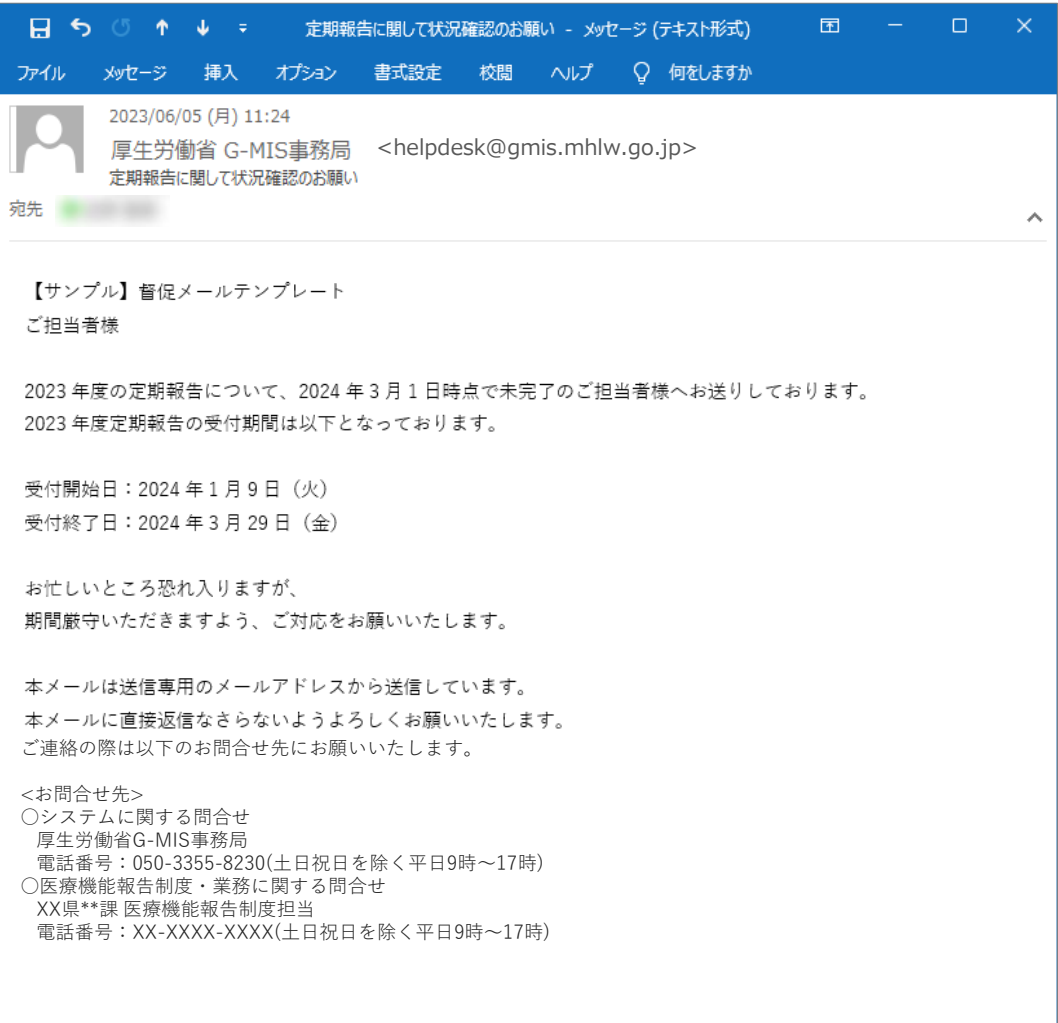 定期報告に関して状況確認のお願い - メッセージ (テキスト形式)
ファイル メッセージ 挿入 オプション 書式設定 校閲 ヘルプ 何をしますか
2023/06/05 (月) 11:24
厚生労働省 G-MIS事務局 <helpdesk@gmis.mhlw.go.jp>
定期報告に関して状況確認のお願い
宛先
【サンプル】督促メールテンプレート
ご担当者様
2023 年度の定期報告について、2024 年 3 月 1 日時点で未完了のご担当者様へお送りしております。
2023 年度定期報告の受付期間は以下となっております。
受付開始日：2024 年 1 月 9 日（火）
受付終了日：2024 年 3 月 29 日（金）
お忙しいところ恐れ入りますが、
期間厳守いただきますよう、ご対応をお願いいたします。
本メールは送信専用のメールアドレスから送信しています。
本メールに直接返信なさらないようよろしくお願いいたします。
ご連絡の際は以下のお問合せ先にお願いいたします。
<お問合せ先>
○システムに関する問合せ
厚生労働省G-MIS事務局
電話番号：050-3355-8230(土日祝日を除く平日9時～17時)
○医療機能報告制度・業務に関する問合せ
XX県**課 医療機能報告制度担当
電話番号：XX-XXXX-XXXX(土日祝日を除く平日9時～17時)